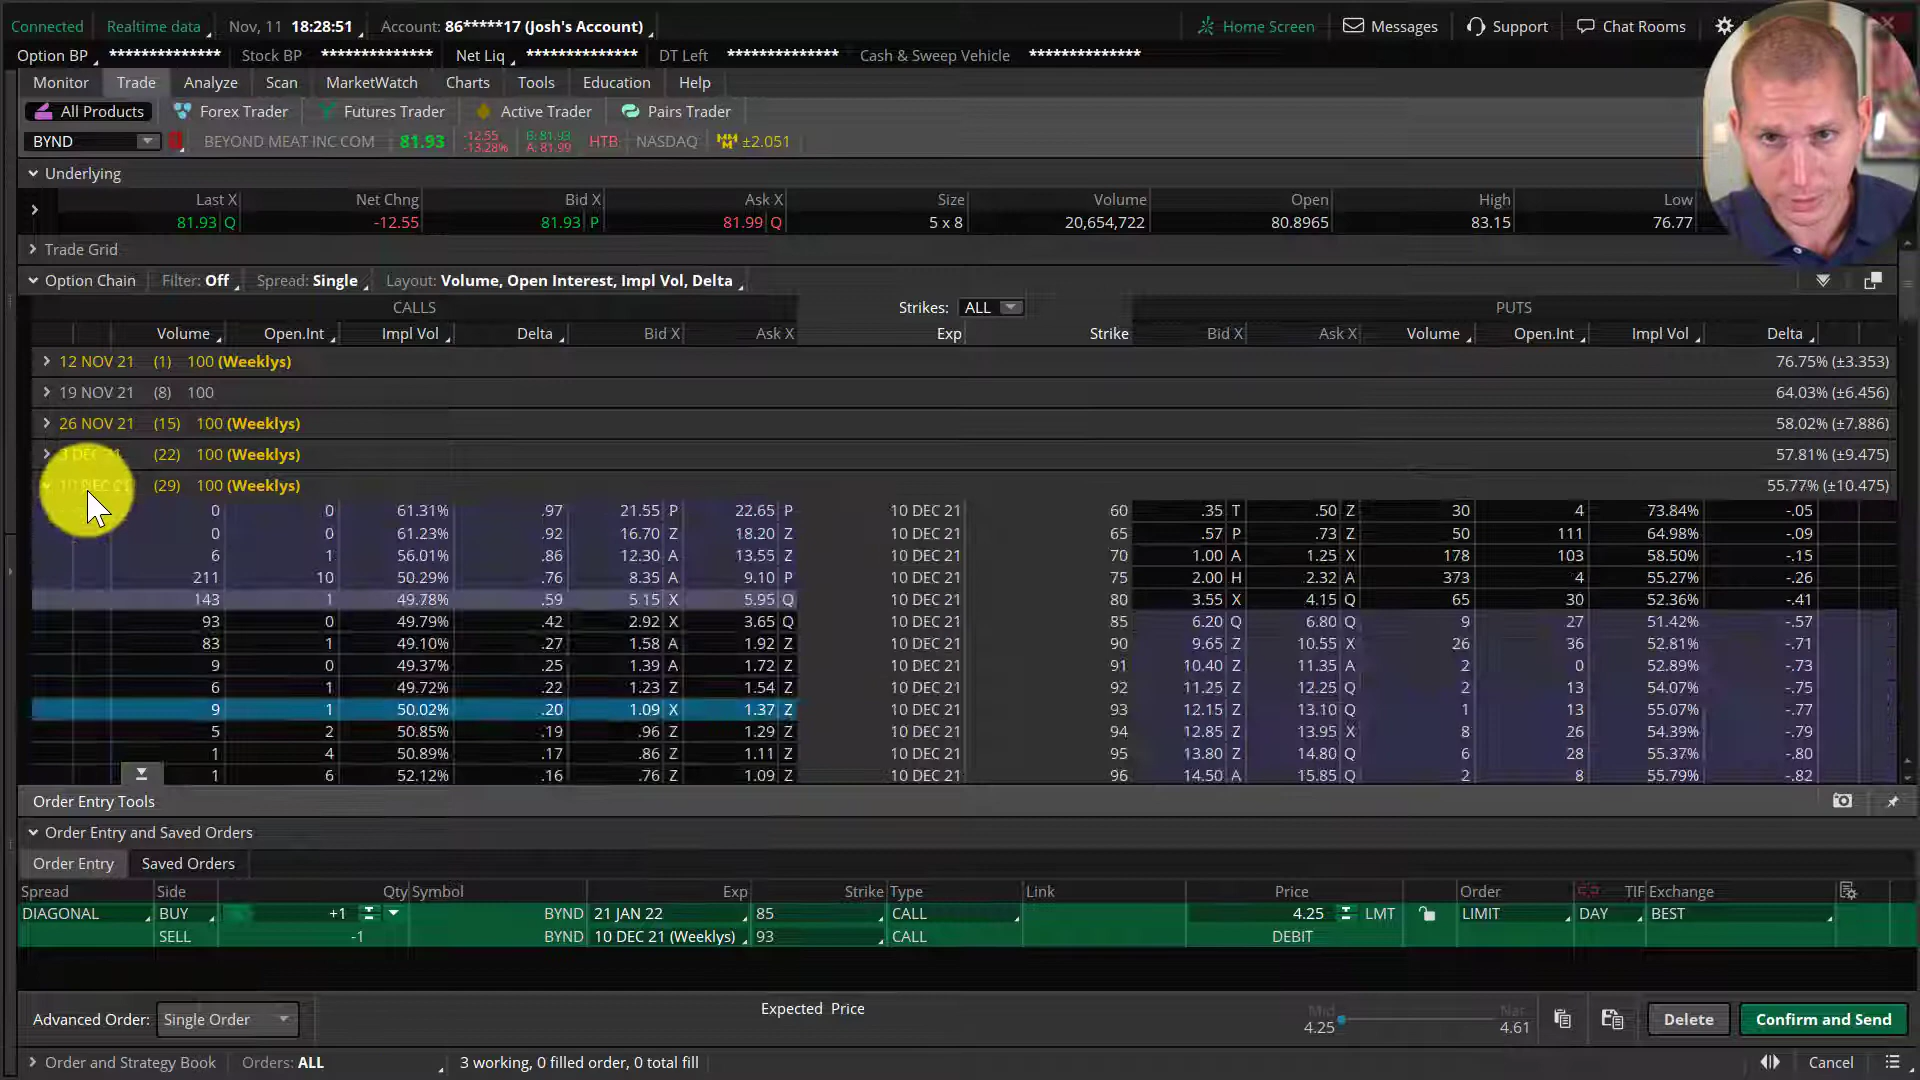 Connected Realtime data Nov, 11 18:28:51 Account: 86*****17 (Josh's Account) Home Screen Messages Support Chat Rooms
Option BP ************** Stock BP ************** Net Liq ************** DT Left ************** Cash & Sweep Vehicle **************
Monitor Trade Analyze Scan MarketWatch Charts Tools Education Help
All Products Forex Trader Futures Trader Active Trader Pairs Trader
BYND BEYOND MEAT INC COM 81.93 -12.55 -13.28% B: 81.93 A: 81.99 HTB NASDAQ ±2.051
Underlying
Last X Net Chng Bid X Ask X Size Volume Open High Low
81.93 Q -12.55 81.93 P 81.99 Q 5 x 8 20,654,722 80.8965 83.15 76.77
Trade Grid
Option Chain Filter: Off Spread: Single Layout: Volume, Open Interest, Impl Vol, Delta
CALLS Strikes: ALL PUTS
Volume Open.Int Impl Vol Delta Bid X Ask X Exp Strike Bid X Ask X Volume Open.Int Impl Vol Delta
12 NOV 21 (1) 100 (Weeklys) 76.75% (±3.353)
19 NOV 21 (8) 100 64.03% (±6.456)
26 NOV 21 (15) 100 (Weeklys) 58.02% (±7.886)
3 DEC 21 (22) 100 (Weeklys) 57.81% (±9.475)
10 DEC 21 (29) 100 (Weeklys) 55.77% (±10.475)
0 0 61.31% .97 21.55 P 22.65 P 10 DEC 21 60 .35 T .50 Z 30 4 73.84% -.05
0 0 61.23% .92 16.70 Z 18.20 Z 10 DEC 21 65 .57 P .73 Z 50 111 64.98% -.09
6 1 56.01% .86 12.30 A 13.55 Z 10 DEC 21 70 1.00 A 1.25 X 178 103 58.50% -.15
211 10 50.29% .76 8.35 A 9.10 P 10 DEC 21 75 2.00 H 2.32 A 373 4 55.27% -.26
143 1 49.78% .59 5.15 X 5.95 Q 10 DEC 21 80 3.55 X 4.15 Q 65 30 52.36% -.41
93 0 49.79% .42 2.92 X 3.65 Q 10 DEC 21 85 6.20 Q 6.80 Q 9 27 51.42% -.57
83 1 49.10% .27 1.58 A 1.92 Z 10 DEC 21 90 9.65 Z 10.55 X 26 36 52.81% -.71
9 0 49.37% .25 1.39 A 1.72 Z 10 DEC 21 91 10.40 Z 11.35 A 2 0 52.89% -.73
6 1 49.72% .22 1.23 Z 1.54 Z 10 DEC 21 92 11.25 Z 12.25 Q 2 13 54.07% -.75
9 1 50.02% .20 1.09 X 1.37 Z 10 DEC 21 93 12.15 Z 13.10 Q 1 13 55.07% -.77
5 2 50.85% .19 .96 Z 1.29 Z 10 DEC 21 94 12.85 Z 13.95 X 8 26 54.39% -.79
1 4 50.89% .17 .86 Z 1.11 Z 10 DEC 21 95 13.80 Z 14.80 Q 6 28 55.37% -.80
1 6 52.12% .16 .76 Z 1.09 Z 10 DEC 21 96 14.50 A 15.85 Q 2 8 55.79% -.82
Order Entry Tools
Order Entry and Saved Orders
Order Entry Saved Orders
Spread Side Qty Symbol Exp Strike Type Link Price Order TIF Exchange
DIAGONAL BUY +1 BYND 21 JAN 22 85 CALL 4.25 LMT LIMIT DAY BEST
SELL -1 BYND 10 DEC 21 (Weeklys) 93 CALL DEBIT
Advanced Order: Single Order Expected Price Mid 4.25 Nat 4.61 Delete Confirm and Send
Order and Strategy Book Orders: ALL 3 working, 0 filled order, 0 total fill Cancel